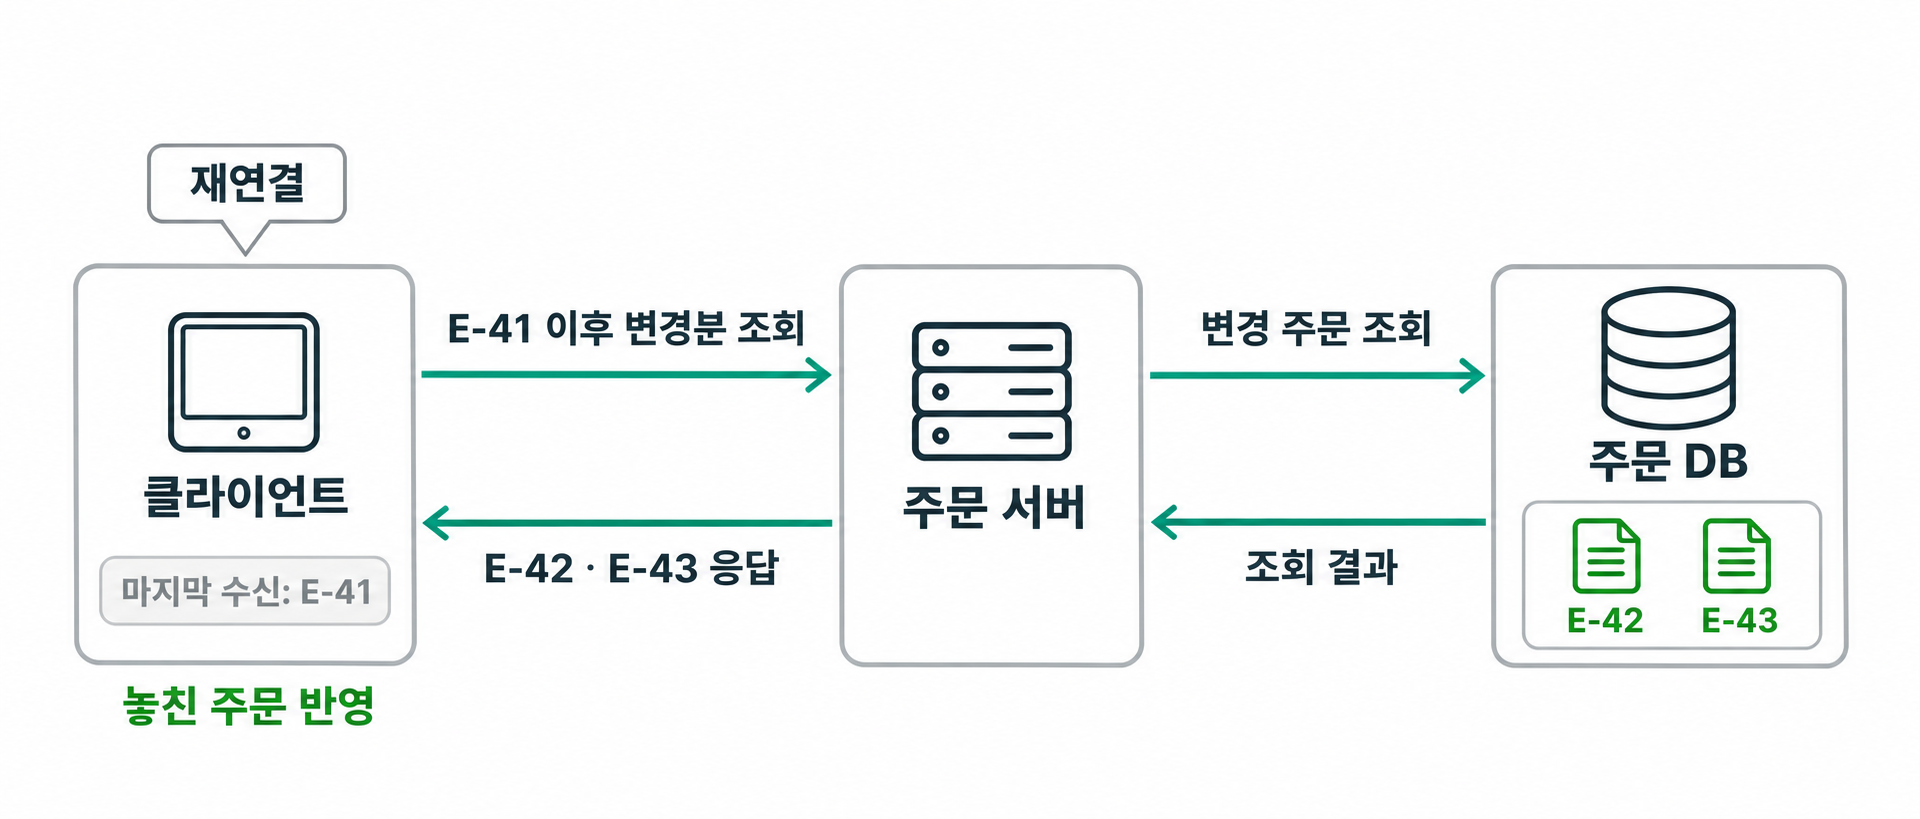 재연결
클라이언트
마지막 수신: E-41
놓친 주문 반영
E-41 이후 변경분 조회
E-42 · E-43 응답
주문 서버
변경 주문 조회
조회 결과
주문 DB
E-42
E-43